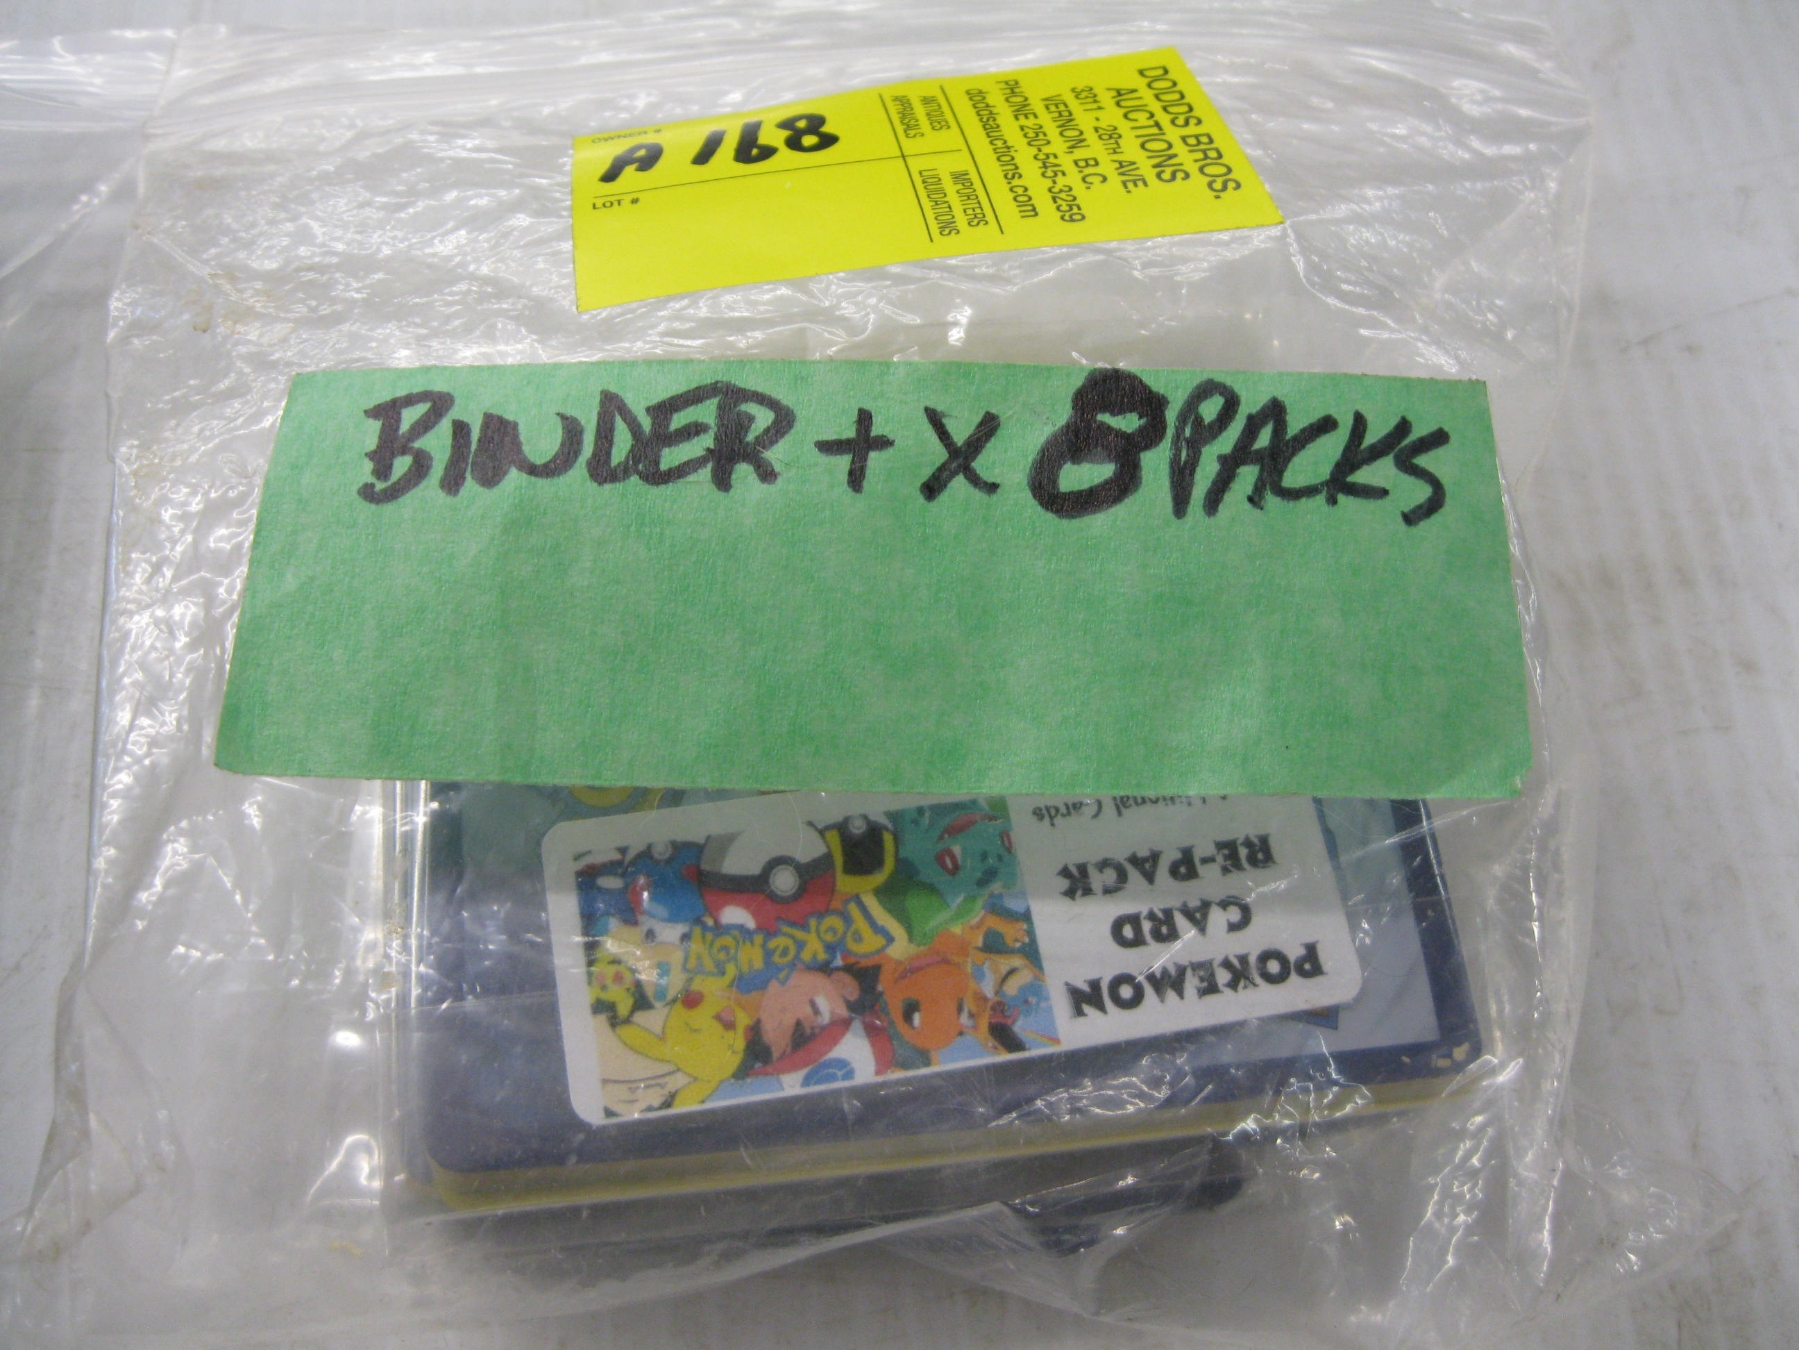 DODDS BROS.
AUCTIONS
3311 - 28TH AVE.
VERNON, B.C.
PHONE 250-545-3259
doddsauctions.com
ANTIQUES
APPRAISALS
IMPORTERS
LIQUIDATIONS
OWNER #
A 168
LOT #
BINDER + X 8 PACKS
POKEMON
CARD
RE-PACK
Cards
POKéMON